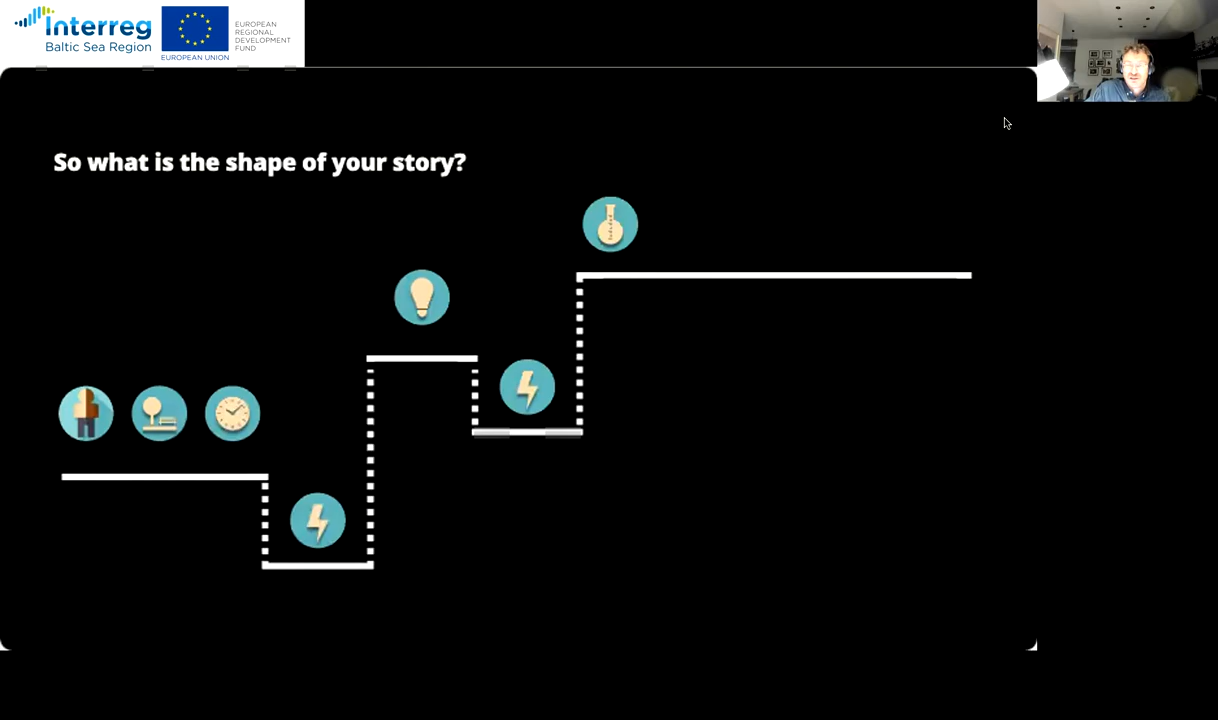 Interreg
Baltic Sea Region
EUROPEAN UNION
EUROPEAN
REGIONAL
DEVELOPMENT
FUND
So what is the shape of your story?